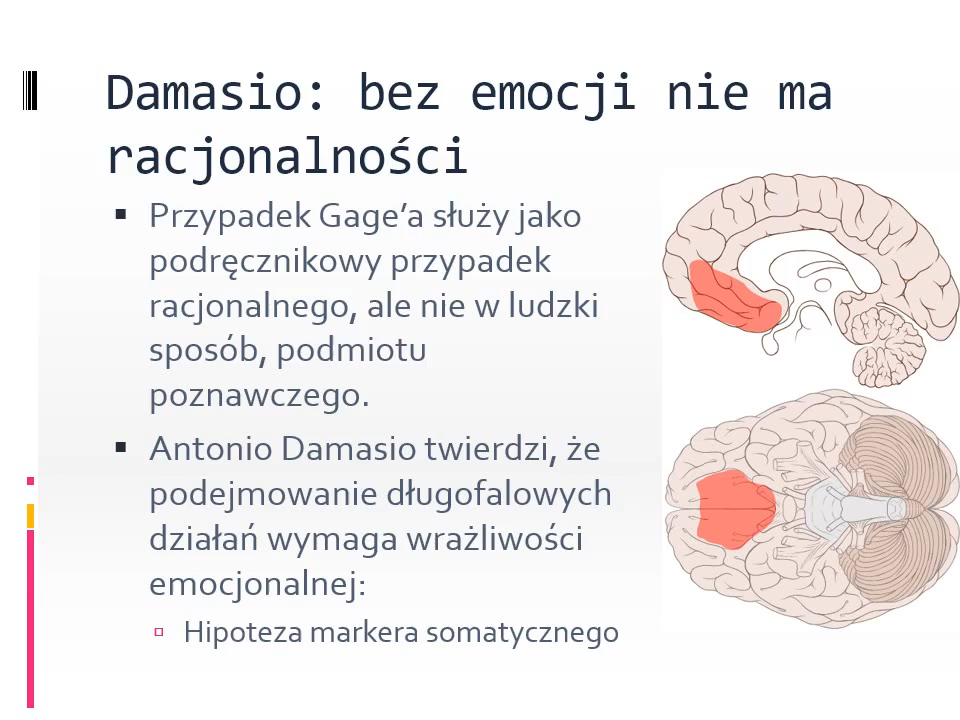 Damasio: bez emocji nie ma
racjonalności
Przypadek Gage’a służy jako
podręcznikowy przypadek
racjonalnego, ale nie w ludzki
sposób, podmiotu
poznawczego.
Antonio Damasio twierdzi, że
podejmowanie długofalowych
działań wymaga wrażliwości
emocjonalnej:
Hipoteza markera somatycznego